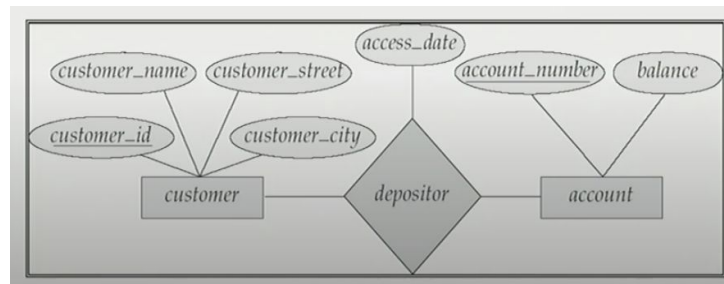 access_date
customer_name
customer_street
account_number
balance
customer_id
customer_city
customer
depositor
account